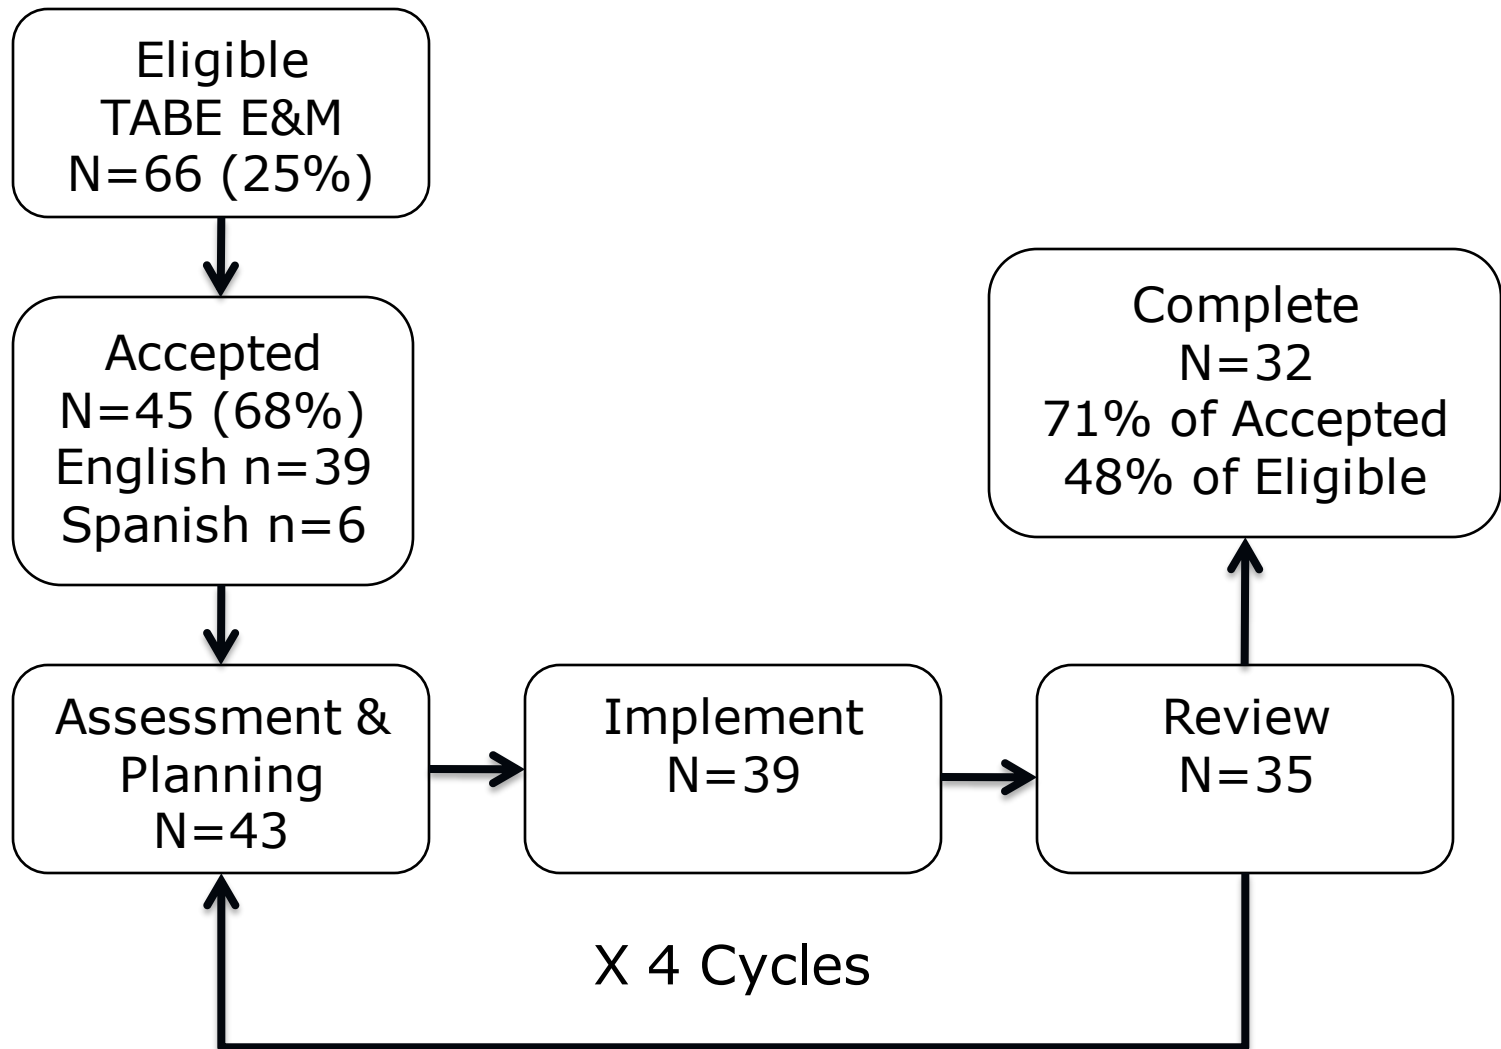 Eligible
TABE E&M
N=66 (25%)
Accepted
N=45 (68%)
English n=39
Spanish n=6
Assessment &
Planning
N=43
Implement
N=39
Review
N=35
Complete
N=32
71% of Accepted
48% of Eligible
X 4 Cycles